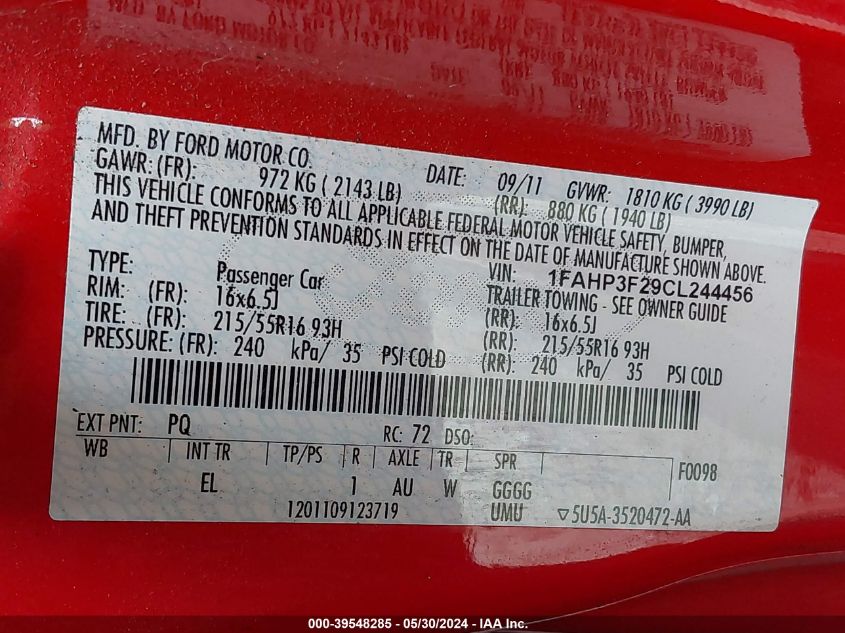 MFD. BY FORD MOTOR CO.
DATE: 09/11 GVWR: 1810 KG ( 3990 LB)
GAWR: (FR): 972 KG ( 2143 LB) (RR): 880 KG ( 1940 LB)
THIS VEHICLE CONFORMS TO ALL APPLICABLE FEDERAL MOTOR VEHICLE SAFETY, BUMPER,
AND THEFT PREVENTION STANDARDS IN EFFECT ON THE DATE OF MANUFACTURE SHOWN ABOVE.
VIN: 1FAHP3F29CL244456
TYPE: Passenger Car TRAILER TOWING - SEE OWNER GUIDE
RIM: (FR): 16x6.5J (RR): 16x6.5J
TIRE: (FR): 215/55R16 93H (RR): 215/55R16 93H
PRESSURE: (FR): 240 kPa/ 35 PSI COLD (RR): 240 kPa/ 35 PSI COLD
EXT PNT: PQ RC: 72 DSO:
WB INT TR TP/PS R AXLE TR SPR F0098
EL 1 AU W GGGG
1201109123719 UMU ▽5U5A-3520472-AA
000-39548285 - 05/30/2024 - IAA Inc.